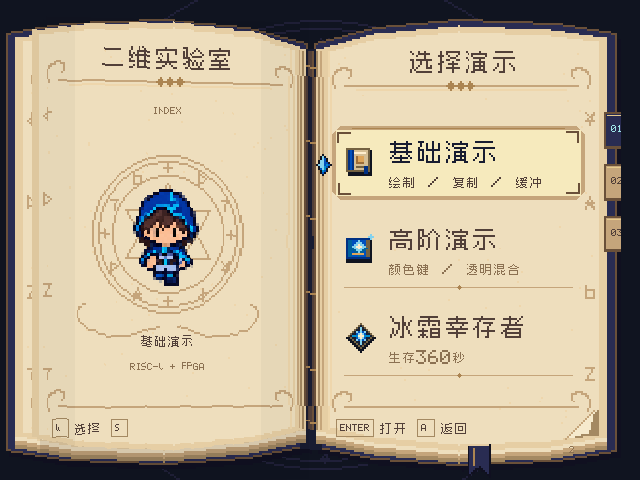 二维实验室
INDEX
基础演示
RISC-V + FPGA
W 选择 S
选择演示
基础演示
绘制 / 复制 / 缓冲
高阶演示
颜色键 / 透明混合
冰霜幸存者
生存360秒
ENTER 打开 A 返回
01
02
03